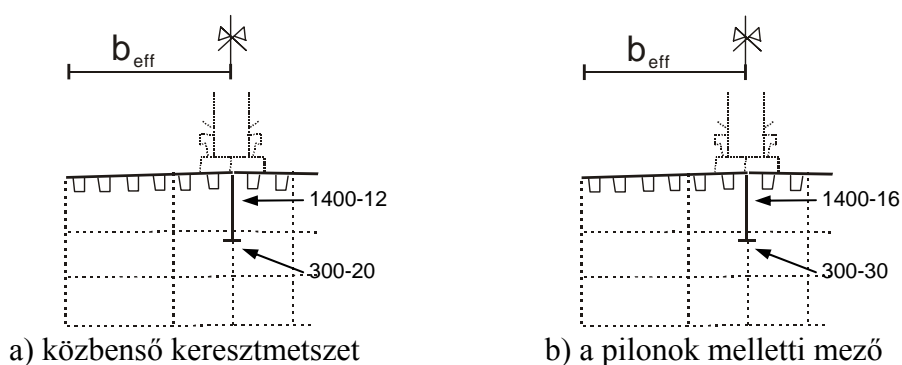 b eff
b eff
1400-12
1400-16
300-20
300-30
a) közbenső keresztmetszet
b) a pilonok melletti mező